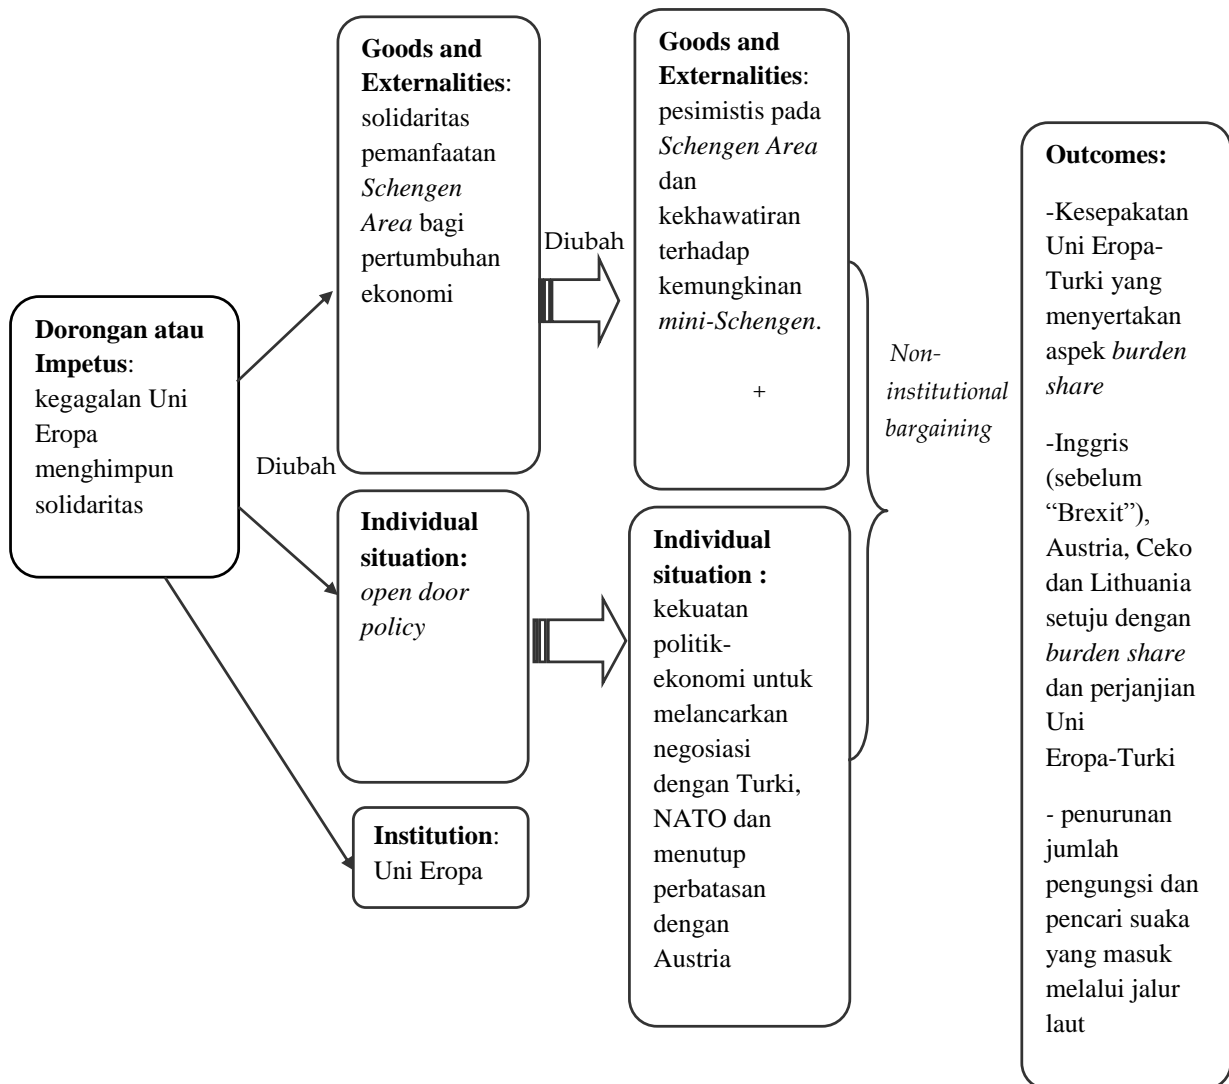 Dorongan atau
Impetus:
kegagalan Uni
Eropa
menghimpun
solidaritas
Diubah
Goods and
Externalities:
solidaritas
pemanfaatan
Schengen
Area bagi
pertumbuhan
ekonomi
Individual
situation:
open door
policy
Institution:
Uni Eropa
Diubah
Goods and
Externalities:
pesimistis pada
Schengen Area
dan
kekhawatiran
terhadap
kemungkinan
mini-Schengen.
+
Individual
situation :
kekuatan
politik-
ekonomi untuk
melancarkan
negosiasi
dengan Turki,
NATO dan
menutup
perbatasan
dengan
Austria
Non-
institutional
bargaining
Outcomes:
-Kesepakatan
Uni Eropa-
Turki yang
menyertakan
aspek burden
share
-Inggris
(sebelum
“Brexit”),
Austria, Ceko
dan Lithuania
setuju dengan
burden share
dan perjanjian
Uni
Eropa-Turki
- penurunan
jumlah
pengungsi dan
pencari suaka
yang masuk
melalui jalur
laut